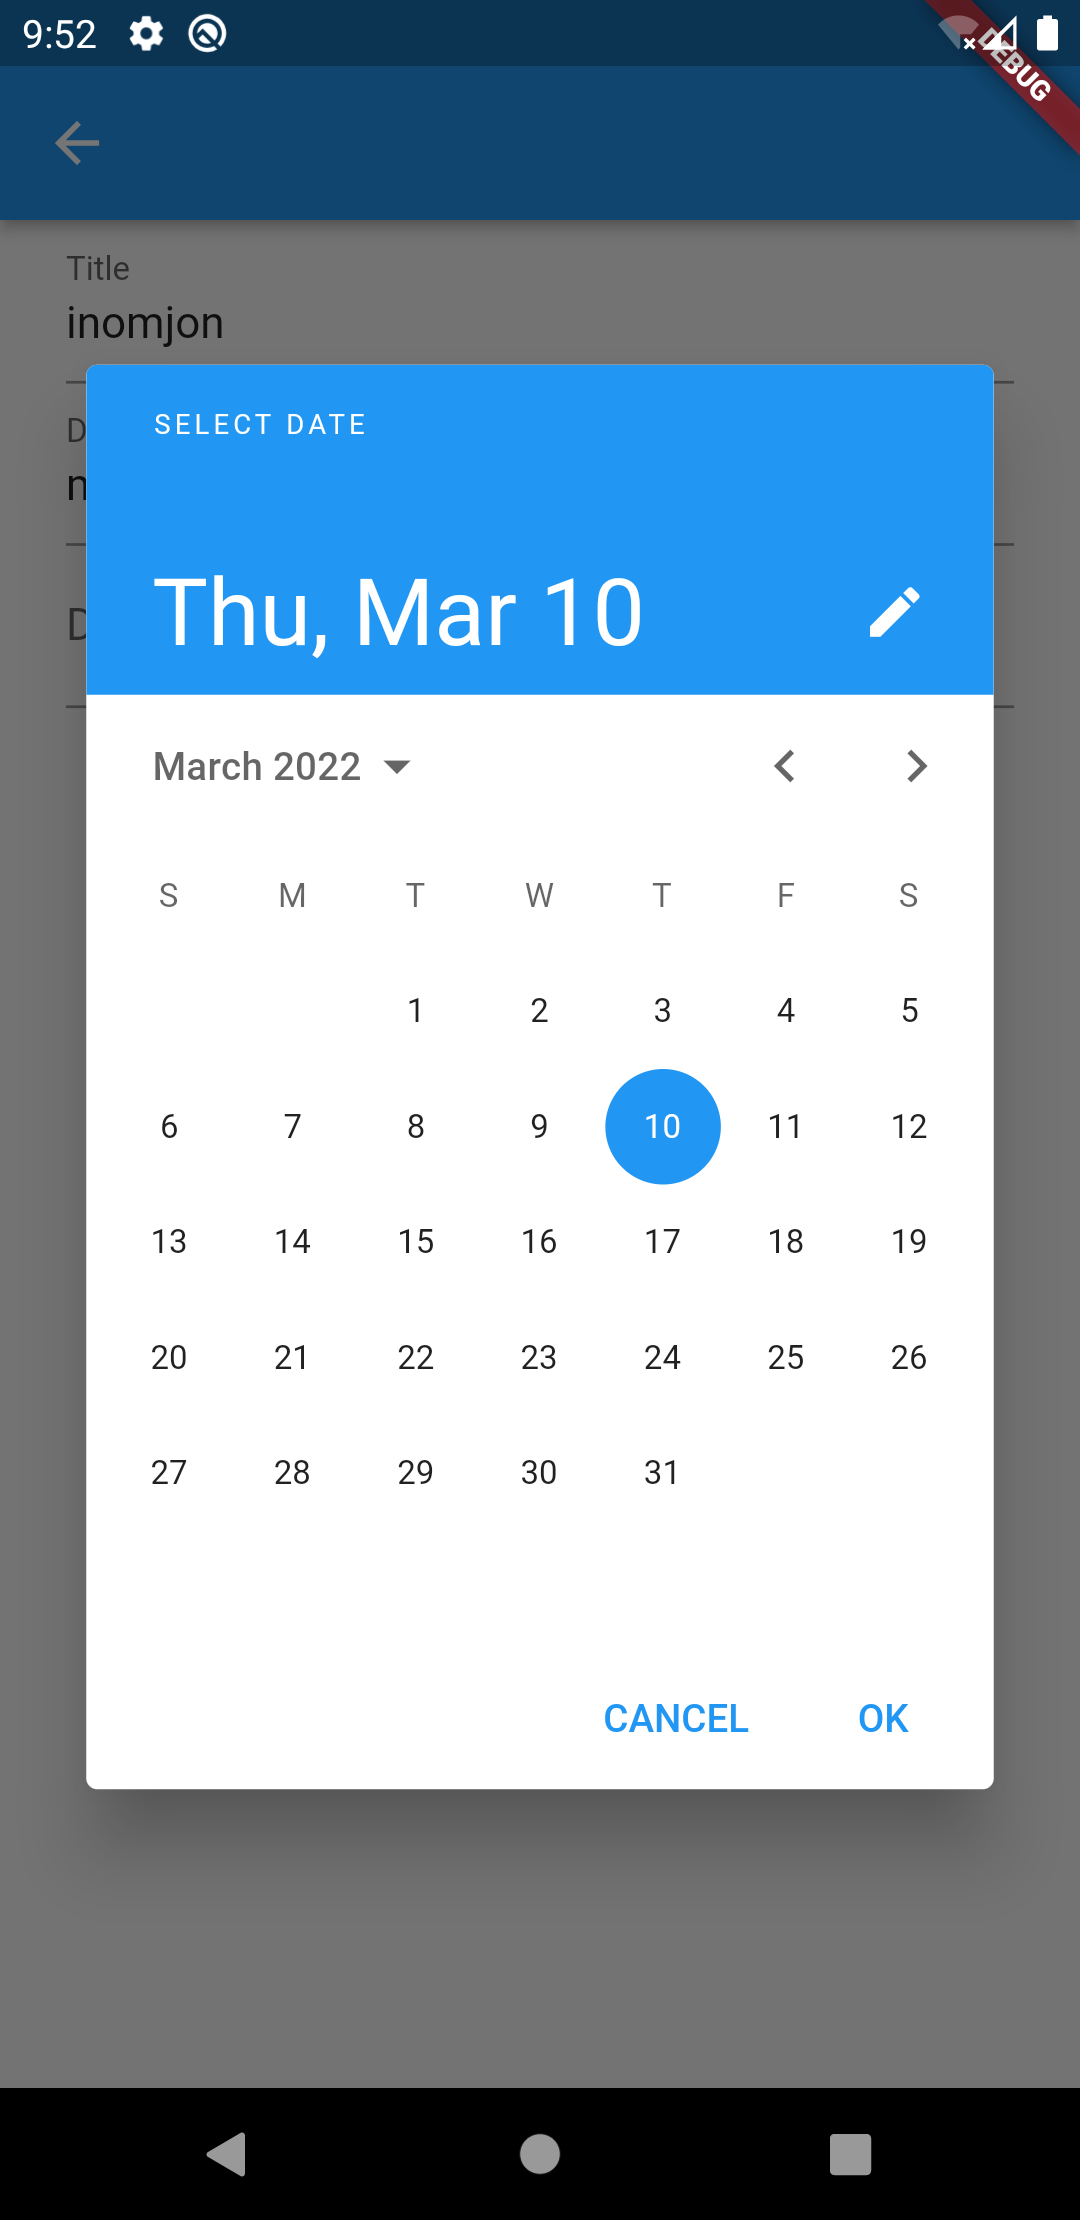 9:52
DEBUG
Title
inomjon
SELECT DATE
Thu, Mar 10
March 2022
S M T W T F S
1 2 3 4 5
6 7 8 9 10 11 12
13 14 15 16 17 18 19
20 21 22 23 24 25 26
27 28 29 30 31
CANCEL OK